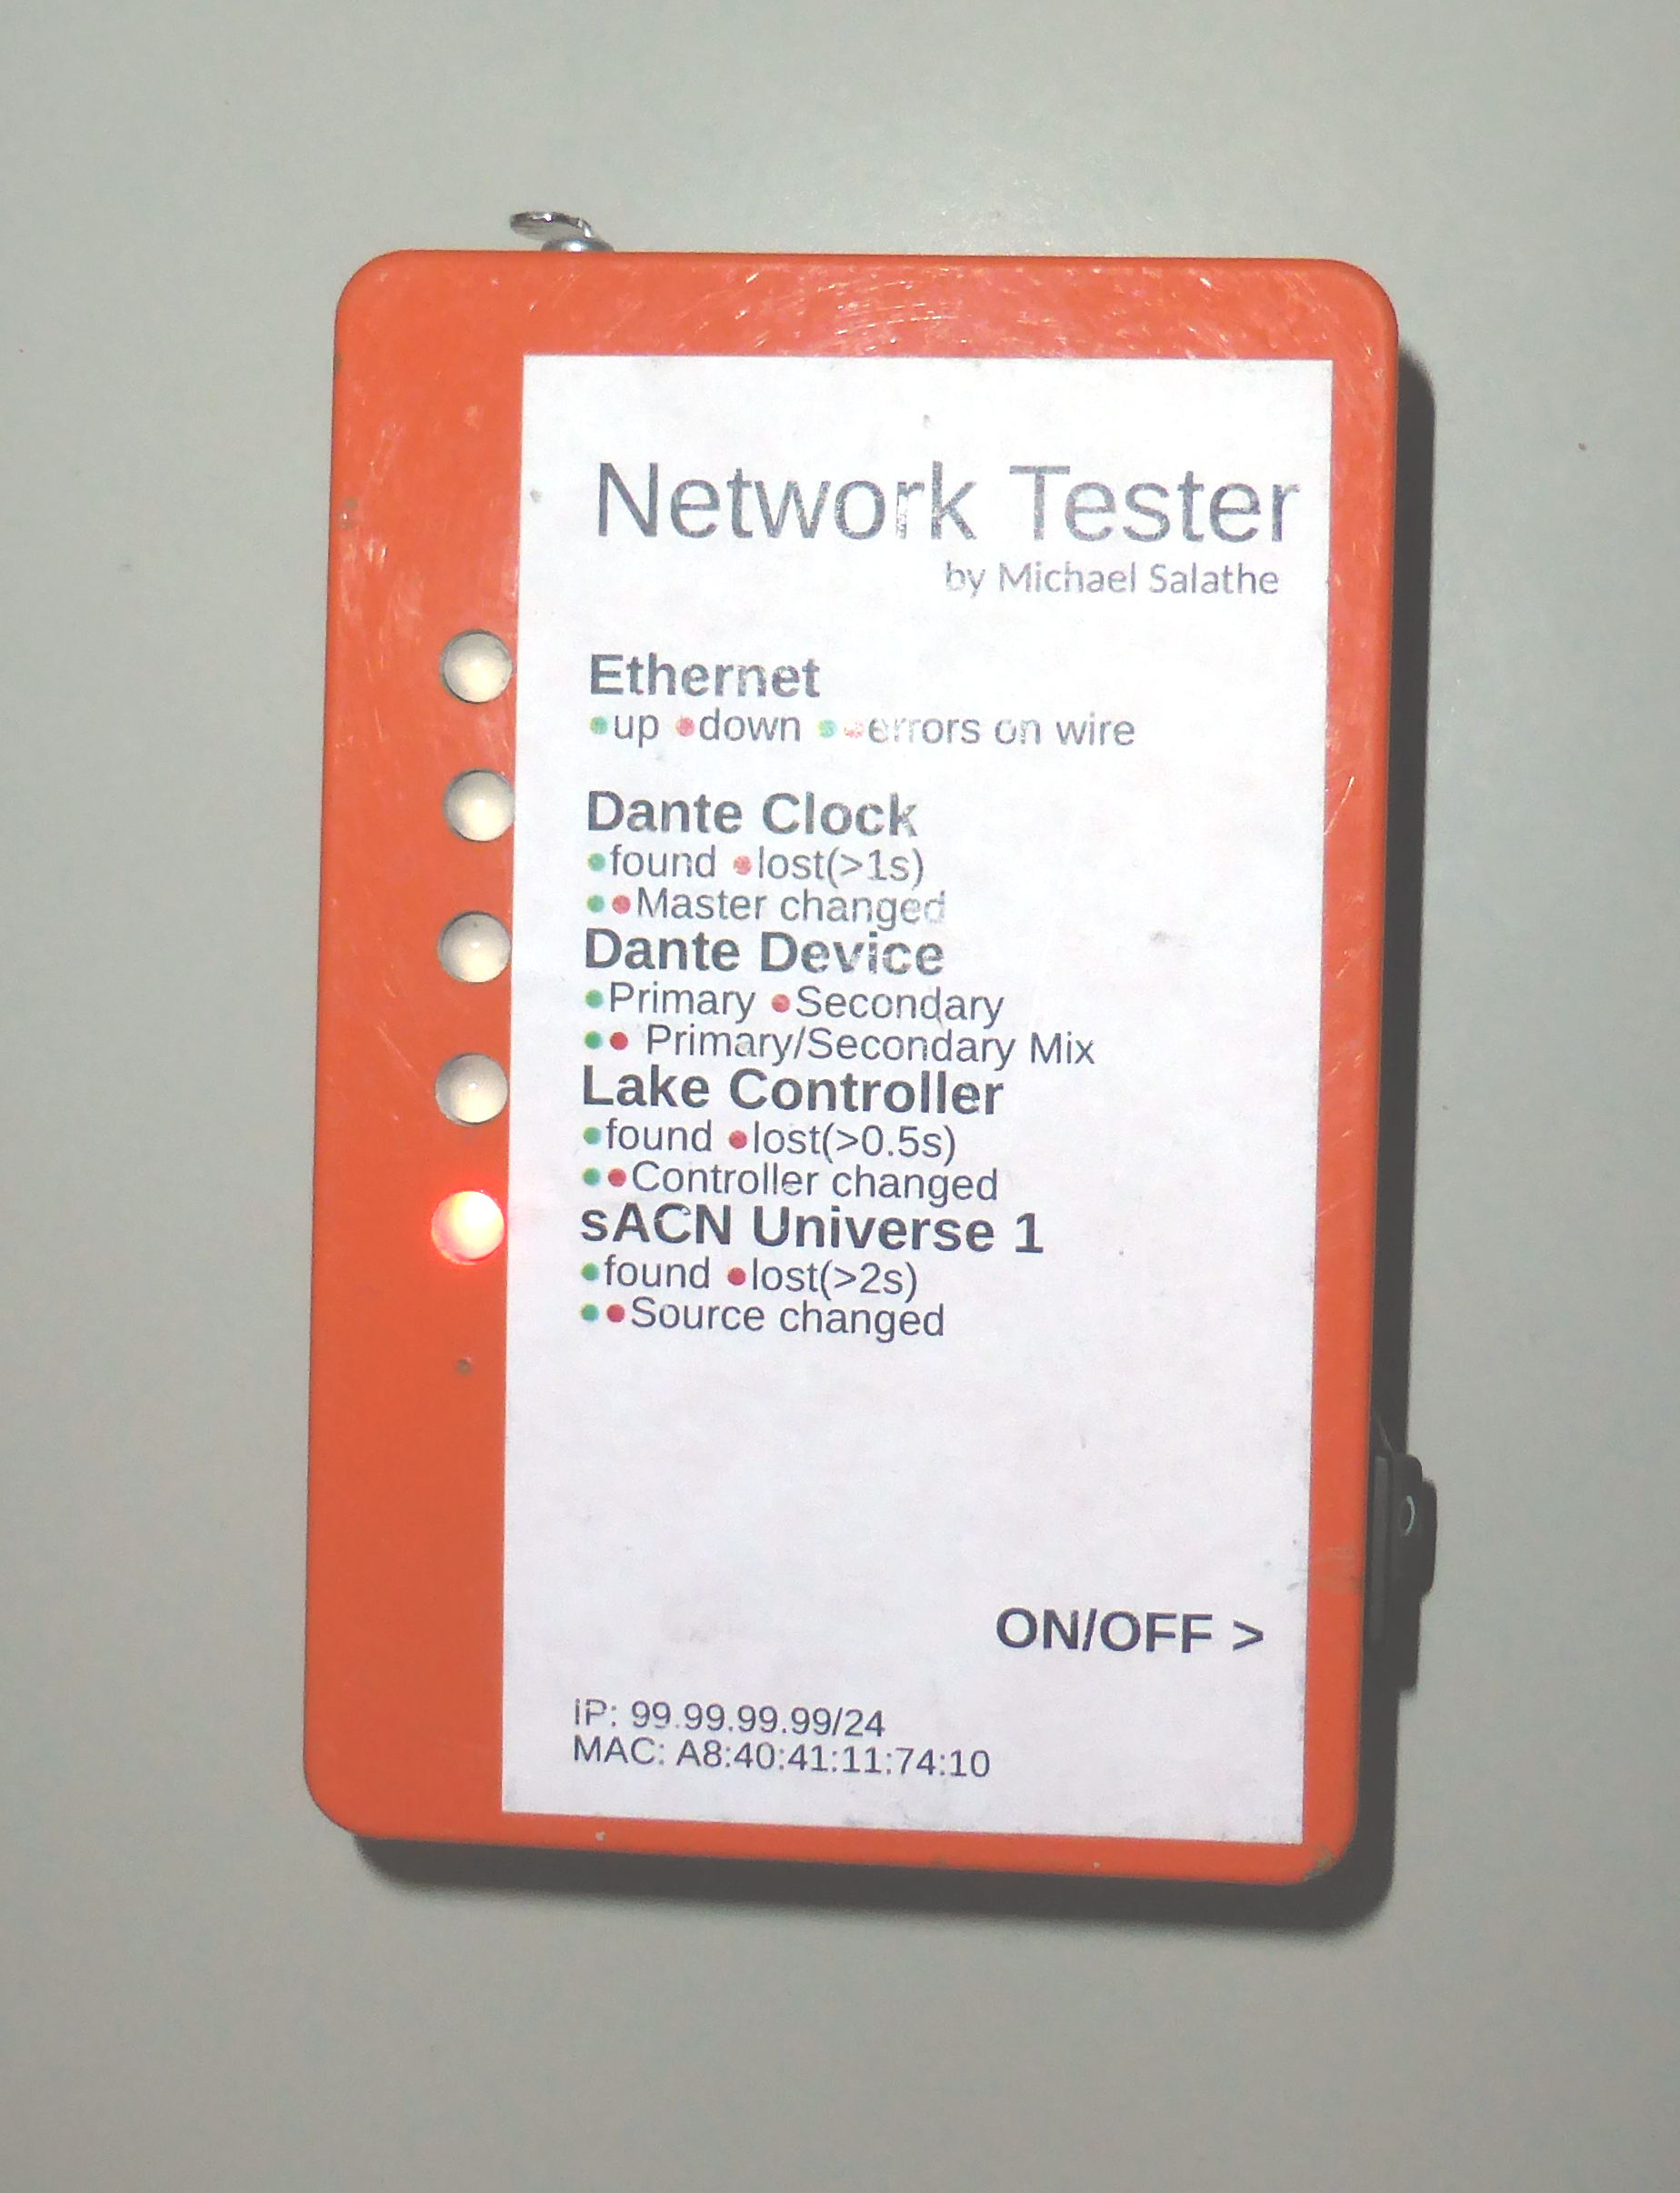 Network Tester
by Michael Salathe
Ethernet
up down errors on wire
Dante Clock
found lost(>1s)
Master changed
Dante Device
Primary Secondary
Primary/Secondary Mix
Lake Controller
found lost(>0.5s)
Controller changed
sACN Universe 1
found lost(>2s)
Source changed
ON/OFF >
IP: 99.99.99.99/24
MAC: A8:40:41:11:74:10